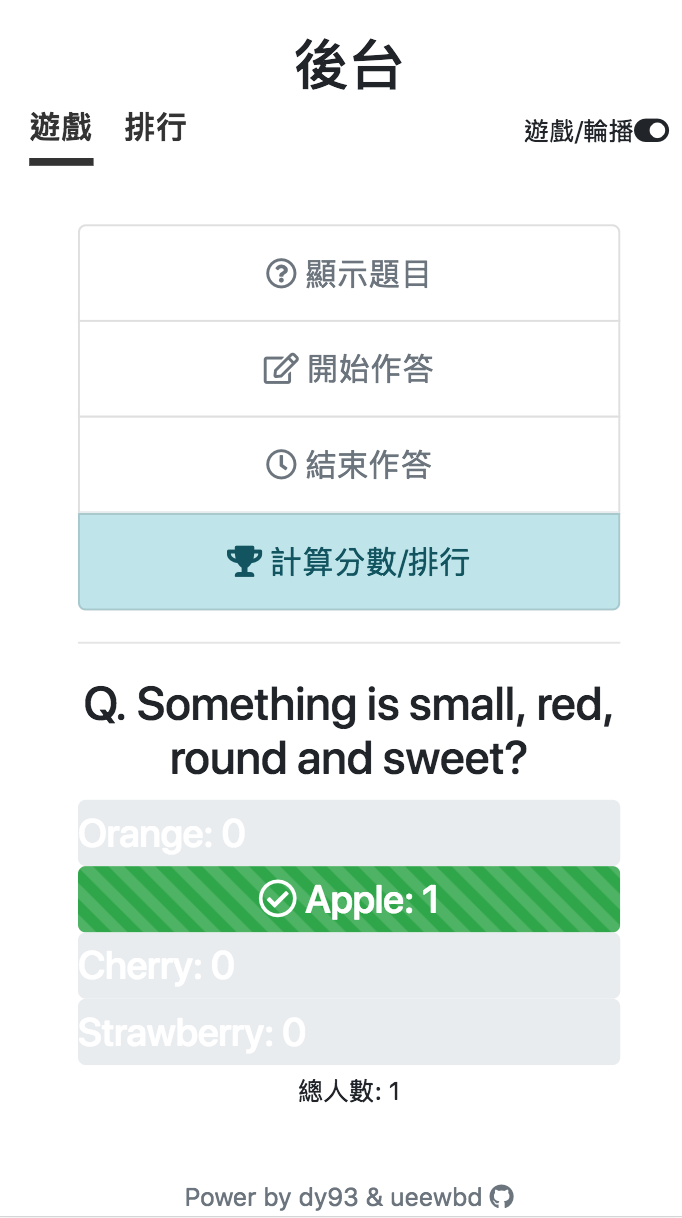 後台
遊戲 排行 遊戲/輪播
顯示題目
開始作答
結束作答
計算分數/排行
Q. Something is small, red,
round and sweet?
Orange: 0
Apple: 1
Cherry: 0
Strawberry: 0
總人數: 1
Power by dy93 & ueewbd